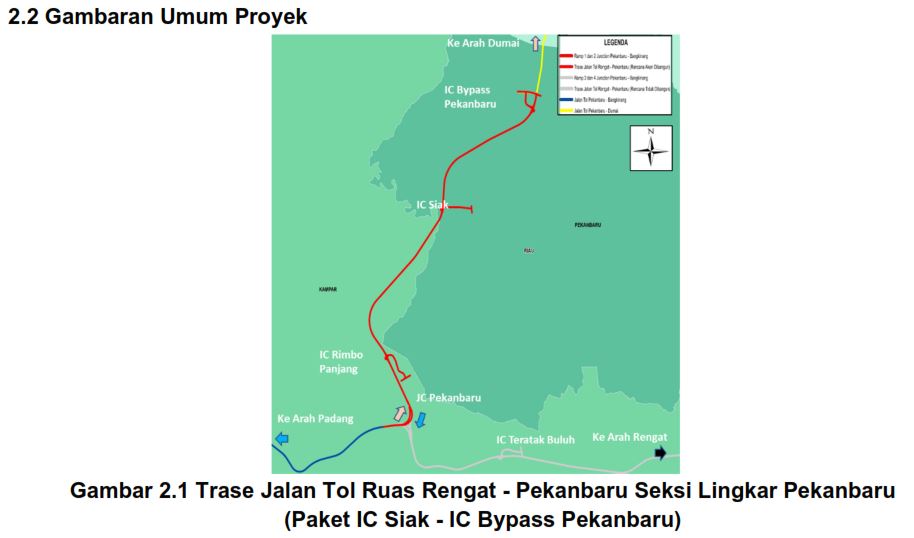 2.2 Gambaran Umum Proyek
Ke Arah Dumai
LEGENDA
Ramp 1 dan 2 Junction Pekanbaru - Bangkinang
Trase Jalan Tol Rengat - Pekanbaru (Rencana Akan Dibangun)
Ramp 3 dan 4 Junction Pekanbaru - Bangkinang
Trase Jalan Tol Rengat - Pekanbaru (Rencana Tidak Dibangun)
Jalan Tol Pekanbaru - Bangkinang
Jalan Tol Pekanbaru - Dumai
IC Bypass
Pekanbaru
N
IC Siak
PEKANBARU
RIAU
KAMPAR
IC Rimbo
Panjang
JC Pekanbaru
Ke Arah Padang
IC Teratak Buluh
Ke Arah Rengat
Gambar 2.1 Trase Jalan Tol Ruas Rengat - Pekanbaru Seksi Lingkar Pekanbaru
(Paket IC Siak - IC Bypass Pekanbaru)